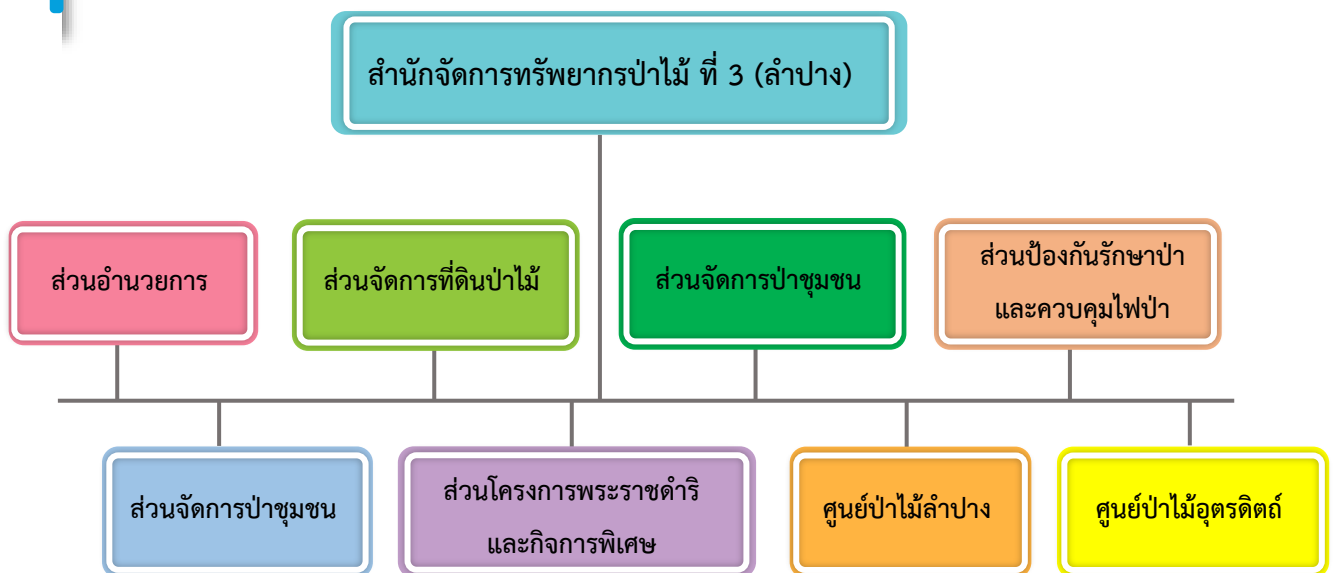 สำนักจัดการทรัพยากรป่าไม้ ที่ 3 (ลำปาง)
ส่วนอำนวยการ
ส่วนจัดการที่ดินป่าไม้
ส่วนจัดการป่าชุมชน
ส่วนป้องกันรักษาป่า
และควบคุมไฟป่า
ส่วนจัดการป่าชุมชน
ส่วนโครงการพระราชดำริ
และกิจการพิเศษ
ศูนย์ป่าไม้ลำปาง
ศูนย์ป่าไม้อุตรดิตถ์